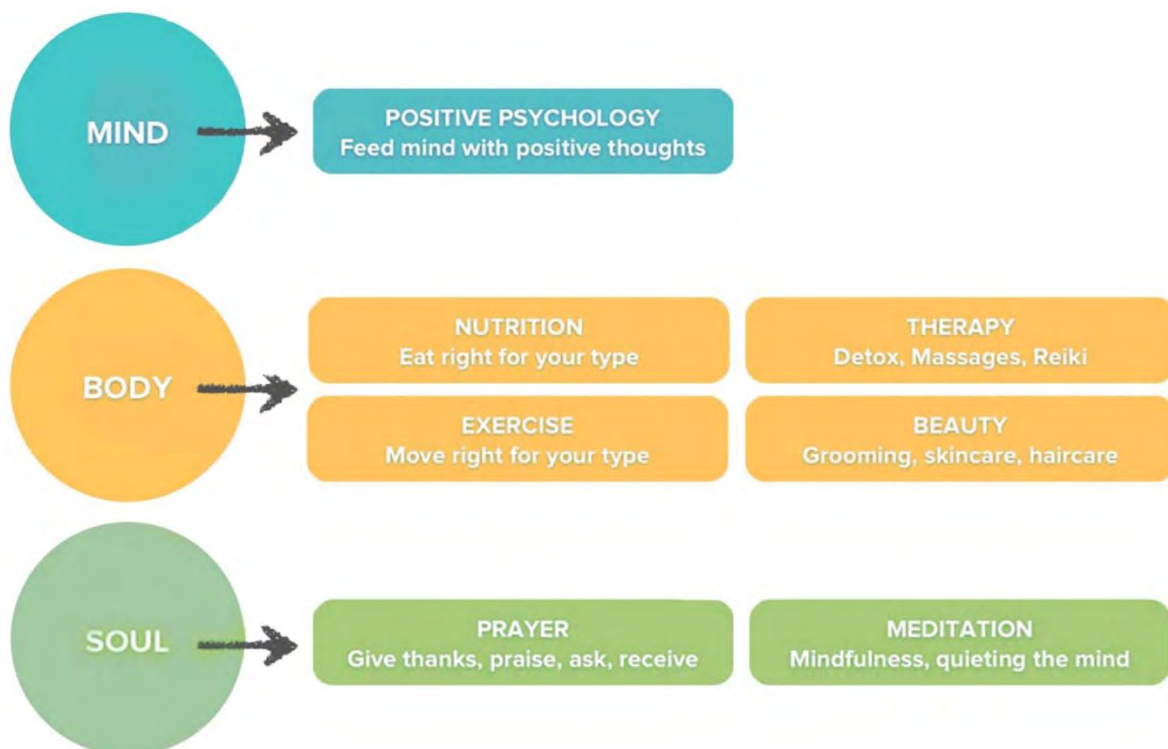 MIND
POSITIVE PSYCHOLOGY
Feed mind with positive thoughts
BODY
NUTRITION
Eat right for your type
THERAPY
Detox, Massages, Reiki
EXERCISE
Move right for your type
BEAUTY
Grooming, skincare, haircare
SOUL
PRAYER
Give thanks, praise, ask, receive
MEDITATION
Mindfulness, quieting the mind